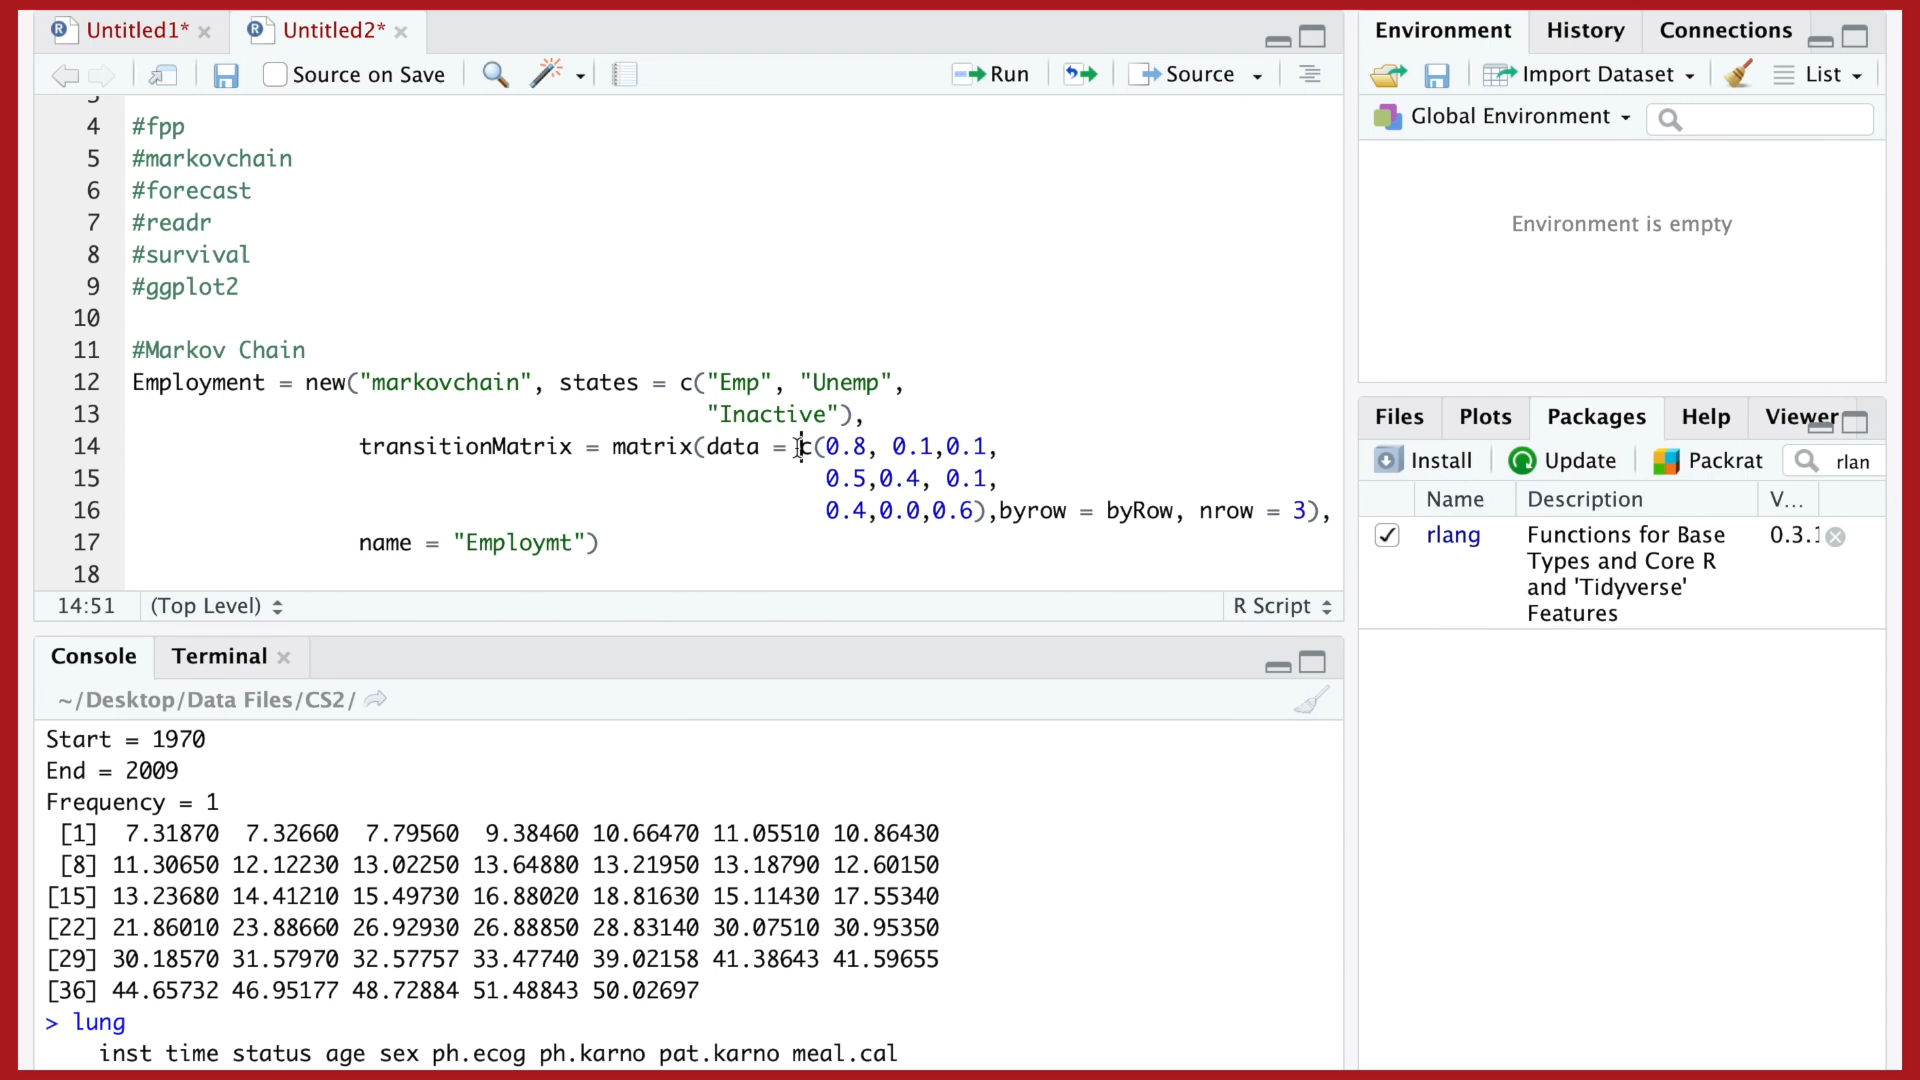 Untitled1*
Untitled2*
Source on Save
Run
Source
4 #fpp
5 #markovchain
6 #forecast
7 #readr
8 #survival
9 #ggplot2
10
11 #Markov Chain
12 Employment = new("markovchain", states = c("Emp", "Unemp",
13 "Inactive"),
14 transitionMatrix = matrix(data = c(0.8, 0.1,0.1,
15 0.5,0.4, 0.1,
16 0.4,0.0,0.6),byrow = byRow, nrow = 3),
17 name = "Employmt")
18
14:51 (Top Level) R Script
Console Terminal
~/Desktop/Data Files/CS2/
Start = 1970
End = 2009
Frequency = 1
[1] 7.31870 7.32660 7.79560 9.38460 10.66470 11.05510 10.86430
[8] 11.30650 12.12230 13.02250 13.64880 13.21950 13.18790 12.60150
[15] 13.23680 14.41210 15.49730 16.88020 18.81630 15.11430 17.55340
[22] 21.86010 23.88660 26.92930 26.88850 28.83140 30.07510 30.95350
[29] 30.18570 31.57970 32.57757 33.47740 39.02158 41.38643 41.59655
[36] 44.65732 46.95177 48.72884 51.48843 50.02697
> lung
inst time status age sex ph.ecog ph.karno pat.karno meal.cal
Environment History Connections
Import Dataset List
Global Environment
Environment is empty
Files Plots Packages Help Viewer
Install Update Packrat rlan
Name Description V...
rlang Functions for Base 0.3.1
Types and Core R
and 'Tidyverse'
Features